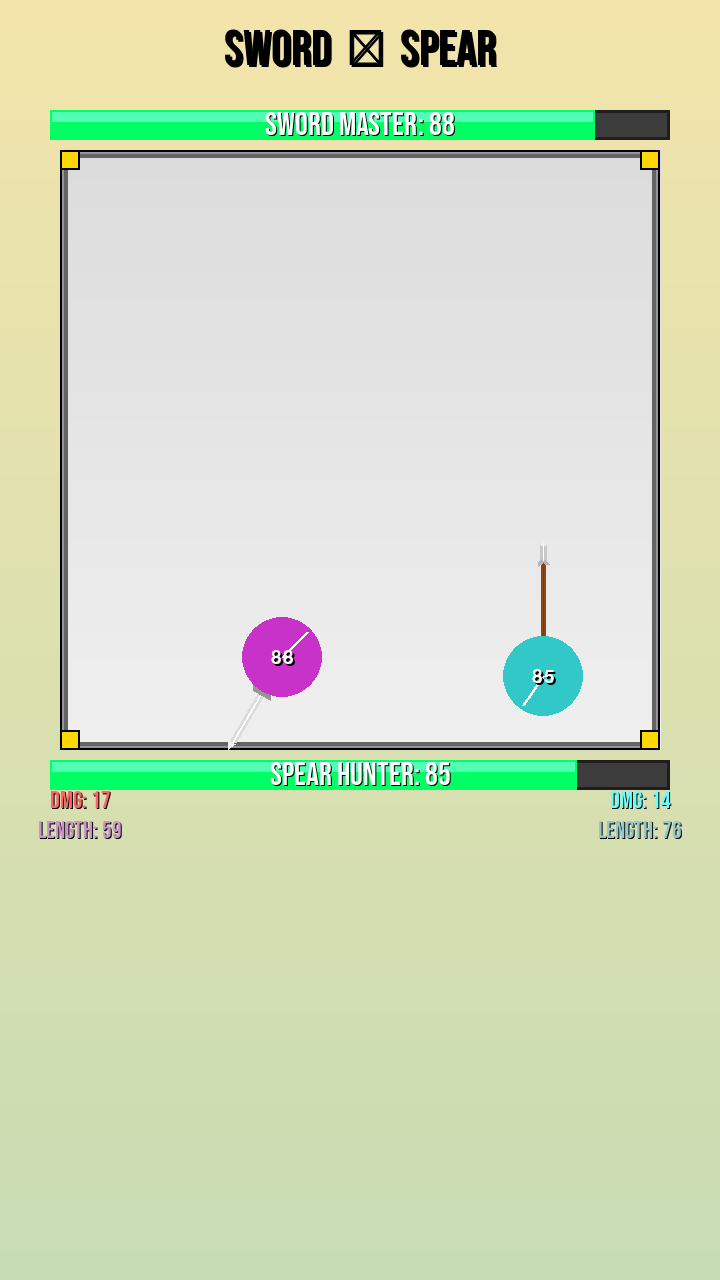 SWORD ☒ SPEAR
SWORD MASTER: 88
88
85
SPEAR HUNTER: 85
DMG: 17
DMG: 14
LENGTH: 59
LENGTH: 76